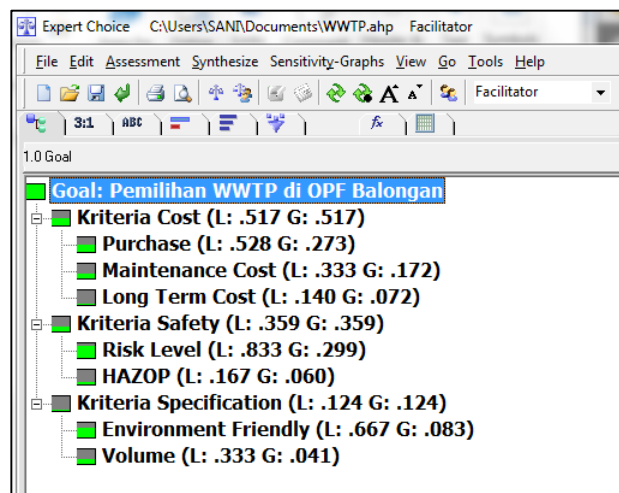 Expert Choice C:\Users\SANI\Documents\WWTP.ahp Facilitator
File Edit Assessment Synthesize Sensitivity-Graphs View Go Tools Help
A A Facilitator
3:1 ABC fx
1.0 Goal
Goal: Pemilihan WWTP di OPF Balongan
Kriteria Cost (L: .517 G: .517)
Purchase (L: .528 G: .273)
Maintenance Cost (L: .333 G: .172)
Long Term Cost (L: .140 G: .072)
Kriteria Safety (L: .359 G: .359)
Risk Level (L: .833 G: .299)
HAZOP (L: .167 G: .060)
Kriteria Specification (L: .124 G: .124)
Environment Friendly (L: .667 G: .083)
Volume (L: .333 G: .041)